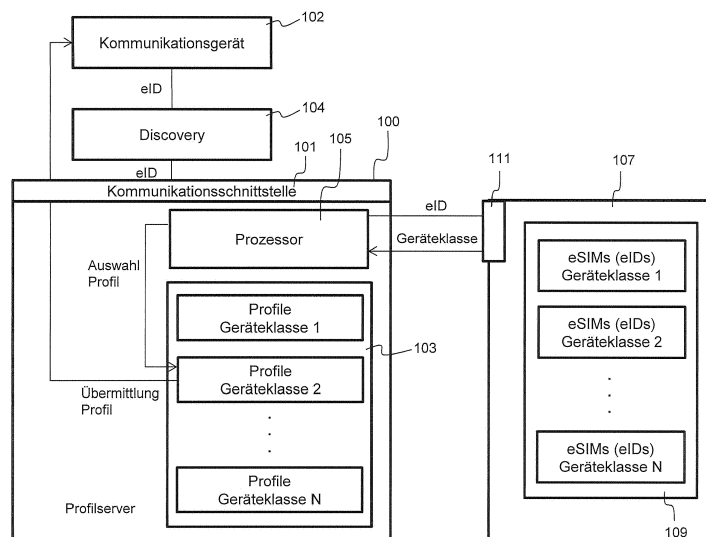 102
Kommunikationsgerät
eID
104
Discovery
eID
101
105
100
Kommunikationsschnittstelle
111
107
Prozessor
eID
Geräteklasse
Auswahl
Profil
eSIMs (eIDs)
Geräteklasse 1
Profile
Geräteklasse 1
103
eSIMs (eIDs)
Geräteklasse 2
Profile
Geräteklasse 2
Übermittlung
Profil
eSIMs (eIDs)
Geräteklasse N
Profile
Geräteklasse N
Profilserver
109